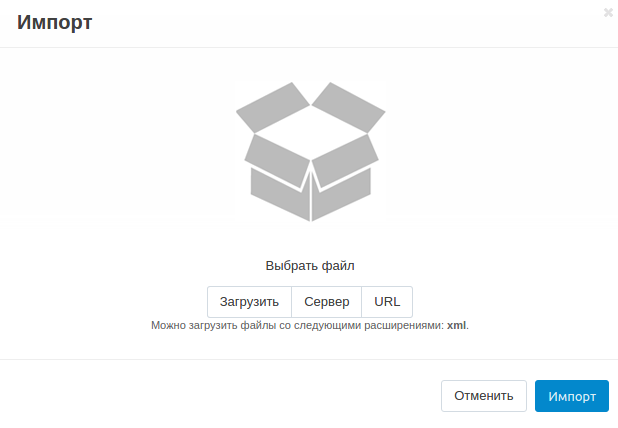 Импорт
Выбрать файл
Загрузить Сервер URL
Можно загрузить файлы со следующими расширениями: xml.
Отменить Импорт